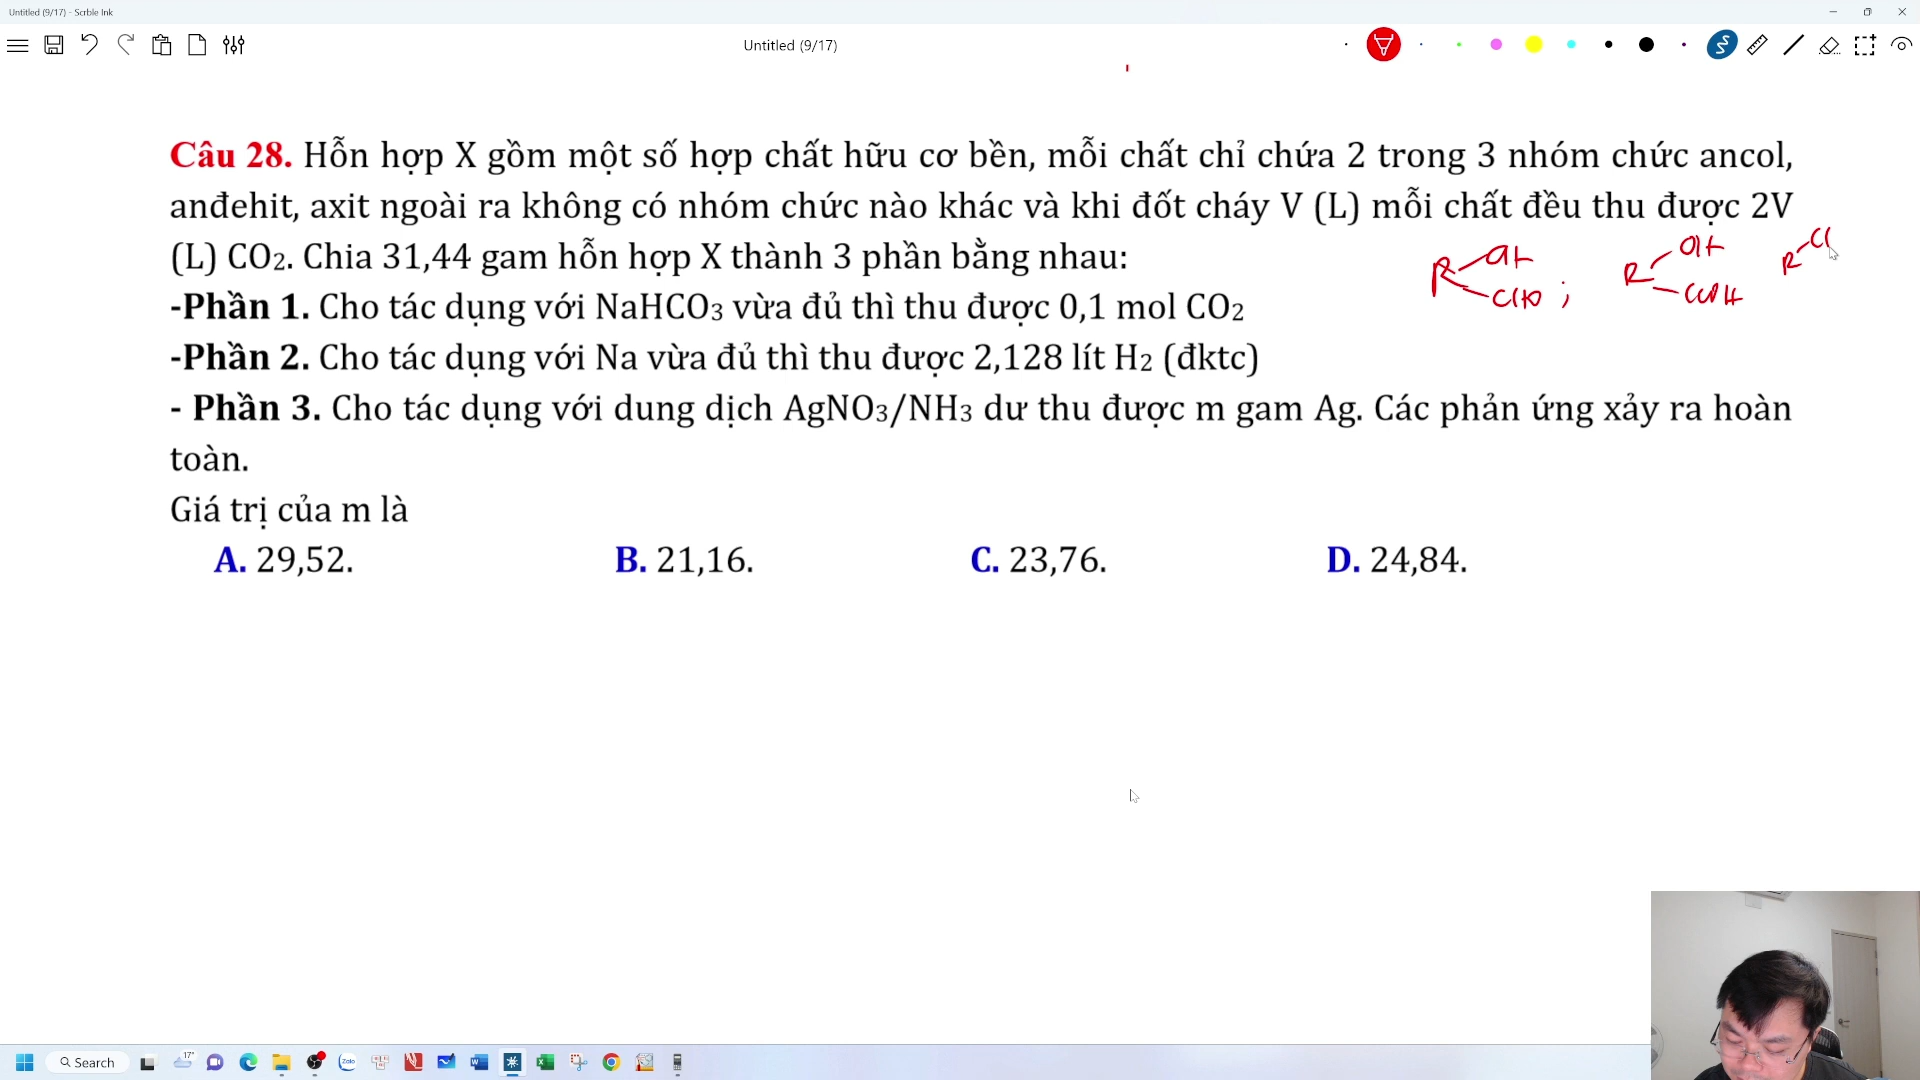 Untitled (9/17) - Scrble Ink
Untitled (9/17)
Câu 28. Hỗn hợp X gồm một số hợp chất hữu cơ bền, mỗi chất chỉ chứa 2 trong 3 nhóm chức ancol,
anđehit, axit ngoài ra không có nhóm chức nào khác và khi đốt cháy V (L) mỗi chất đều thu được 2V
(L) CO2. Chia 31,44 gam hỗn hợp X thành 3 phần bằng nhau:
R OH CHO ; R OH COOH R C
-Phần 1. Cho tác dụng với NaHCO3 vừa đủ thì thu được 0,1 mol CO2
-Phần 2. Cho tác dụng với Na vừa đủ thì thu được 2,128 lít H2 (đktc)
- Phần 3. Cho tác dụng với dung dịch AgNO3/NH3 dư thu được m gam Ag. Các phản ứng xảy ra hoàn
toàn.
Giá trị của m là
A. 29,52. B. 21,16. C. 23,76. D. 24,84.
17°
Search
Zalo